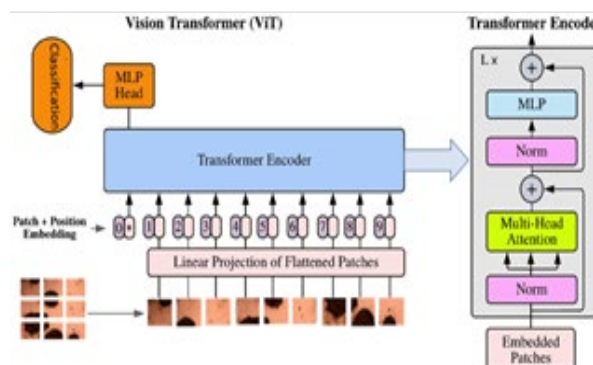 Vision Transformer (ViT)
Classification
MLP
Head
Transformer Encoder
Patch + Position
Embedding
0 * 1 2 3 4 5 6 7 8 9
Linear Projection of Flattened Patches
Transformer Encode
L x
+
MLP
Norm
+
Multi-Head
Attention
Norm
Embedded
Patches